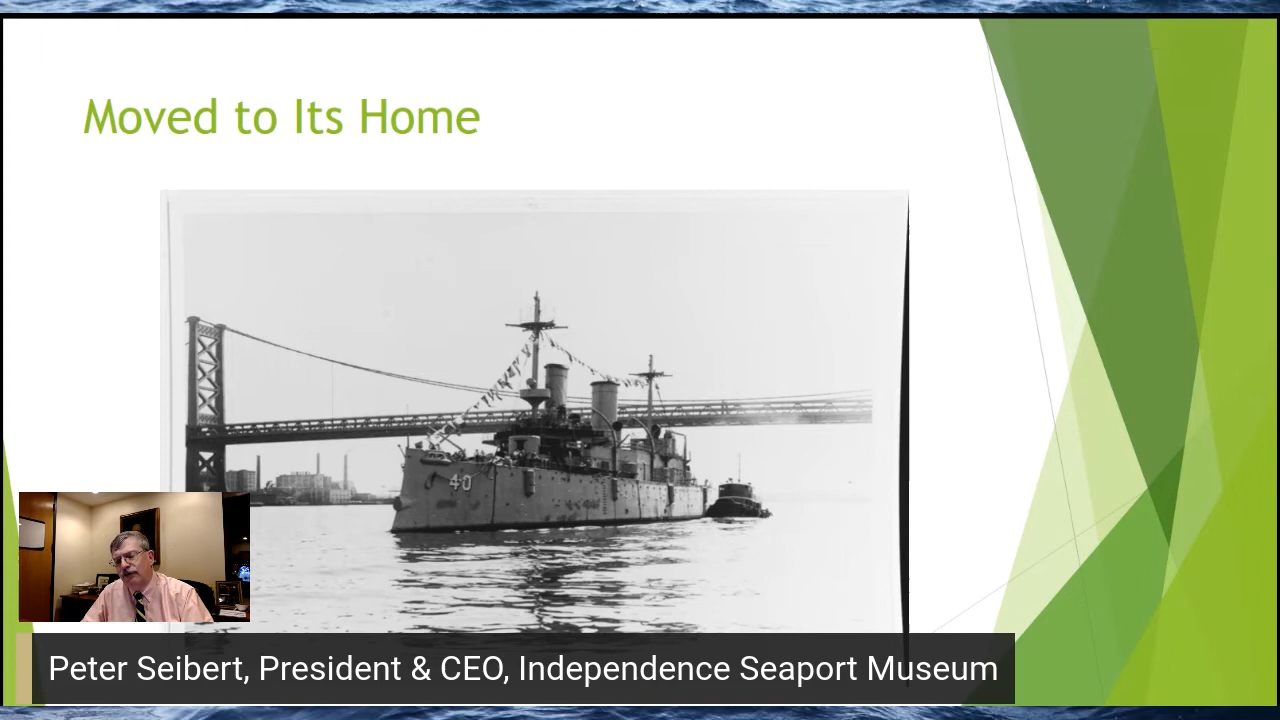 Moved to Its Home
40
Peter Seibert, President & CEO, Independence Seaport Museum